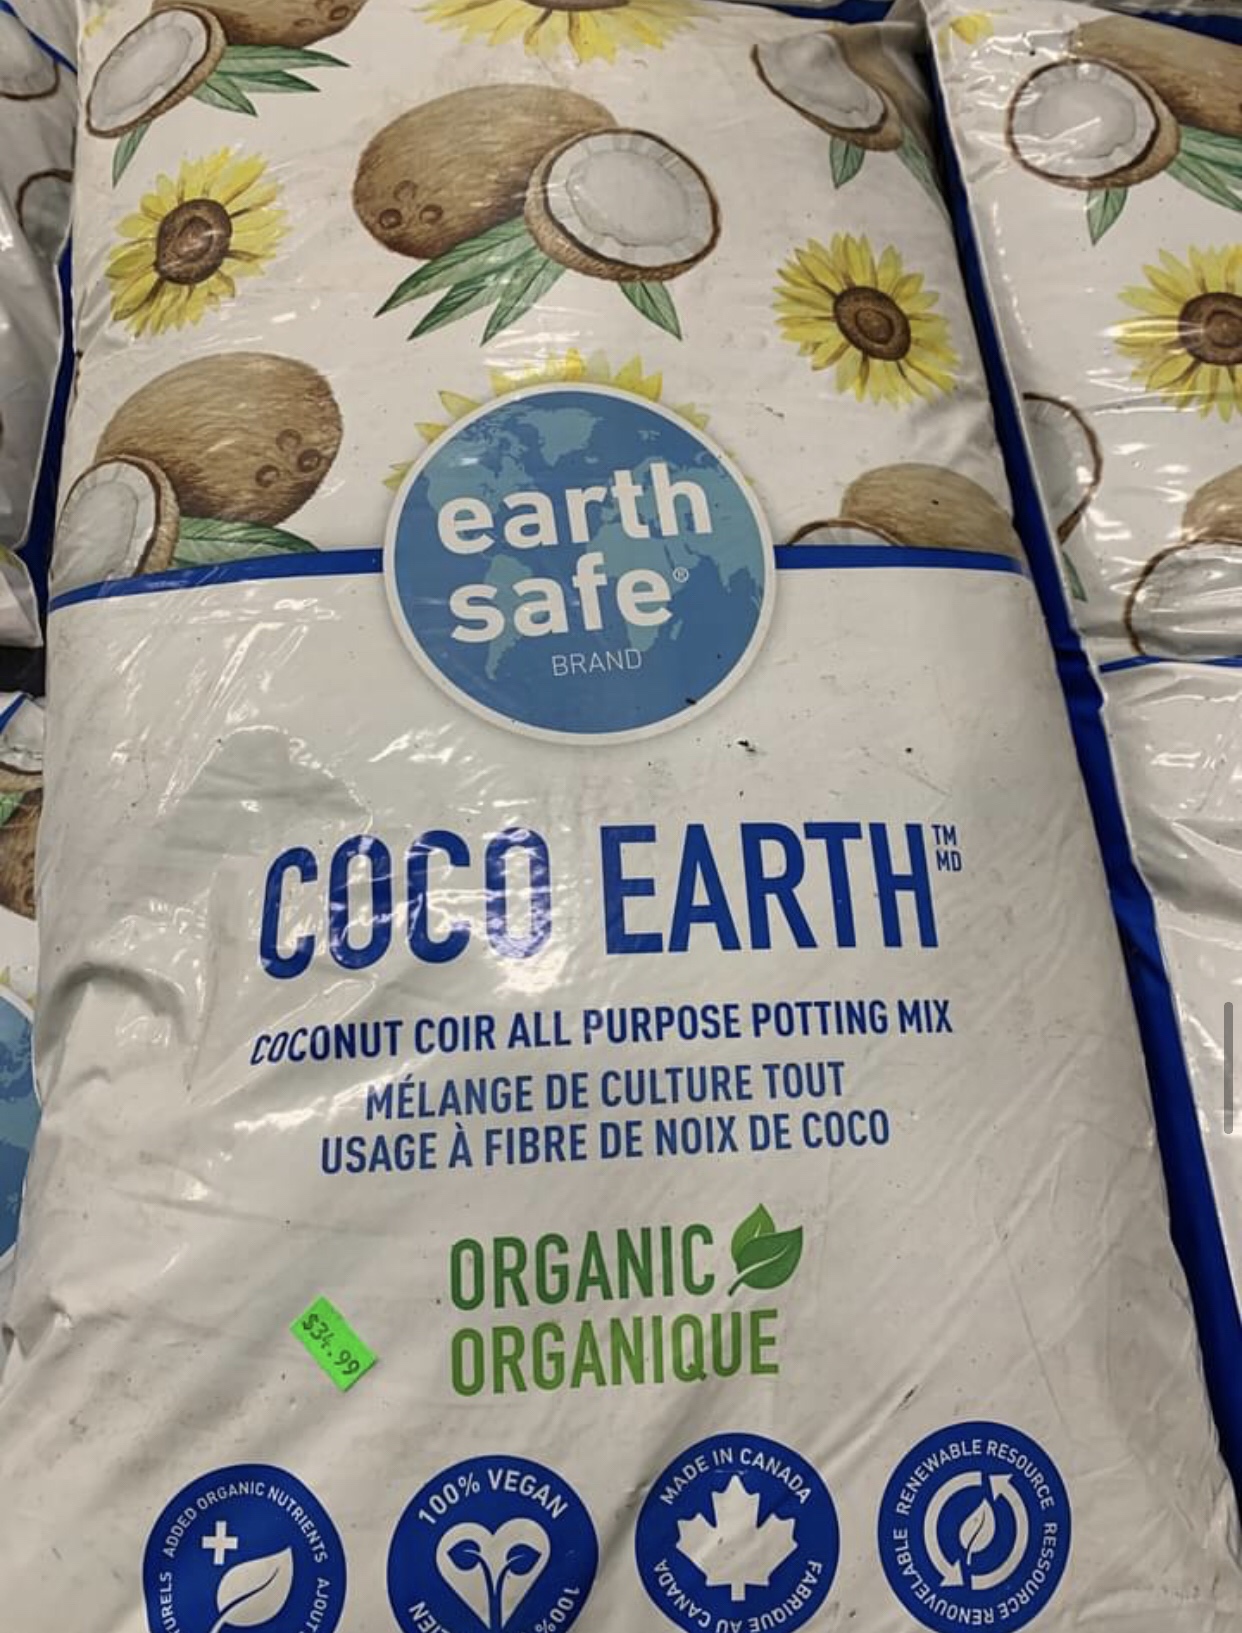 earth
safe®
BRAND
COCO EARTH™ MD
COCONUT COIR ALL PURPOSE POTTING MIX
MÉLANGE DE CULTURE TOUT
USAGE À FIBRE DE NOIX DE COCO
ORGANIC
ORGANIQUE
$34.99
ADDED ORGANIC NUTRIENTS
100% VEGAN
100%
MADE IN CANADA
FABRIQUÉ AU CANADA
RENEWABLE RESOURCE
RESSOURCE RENOUVELABLE